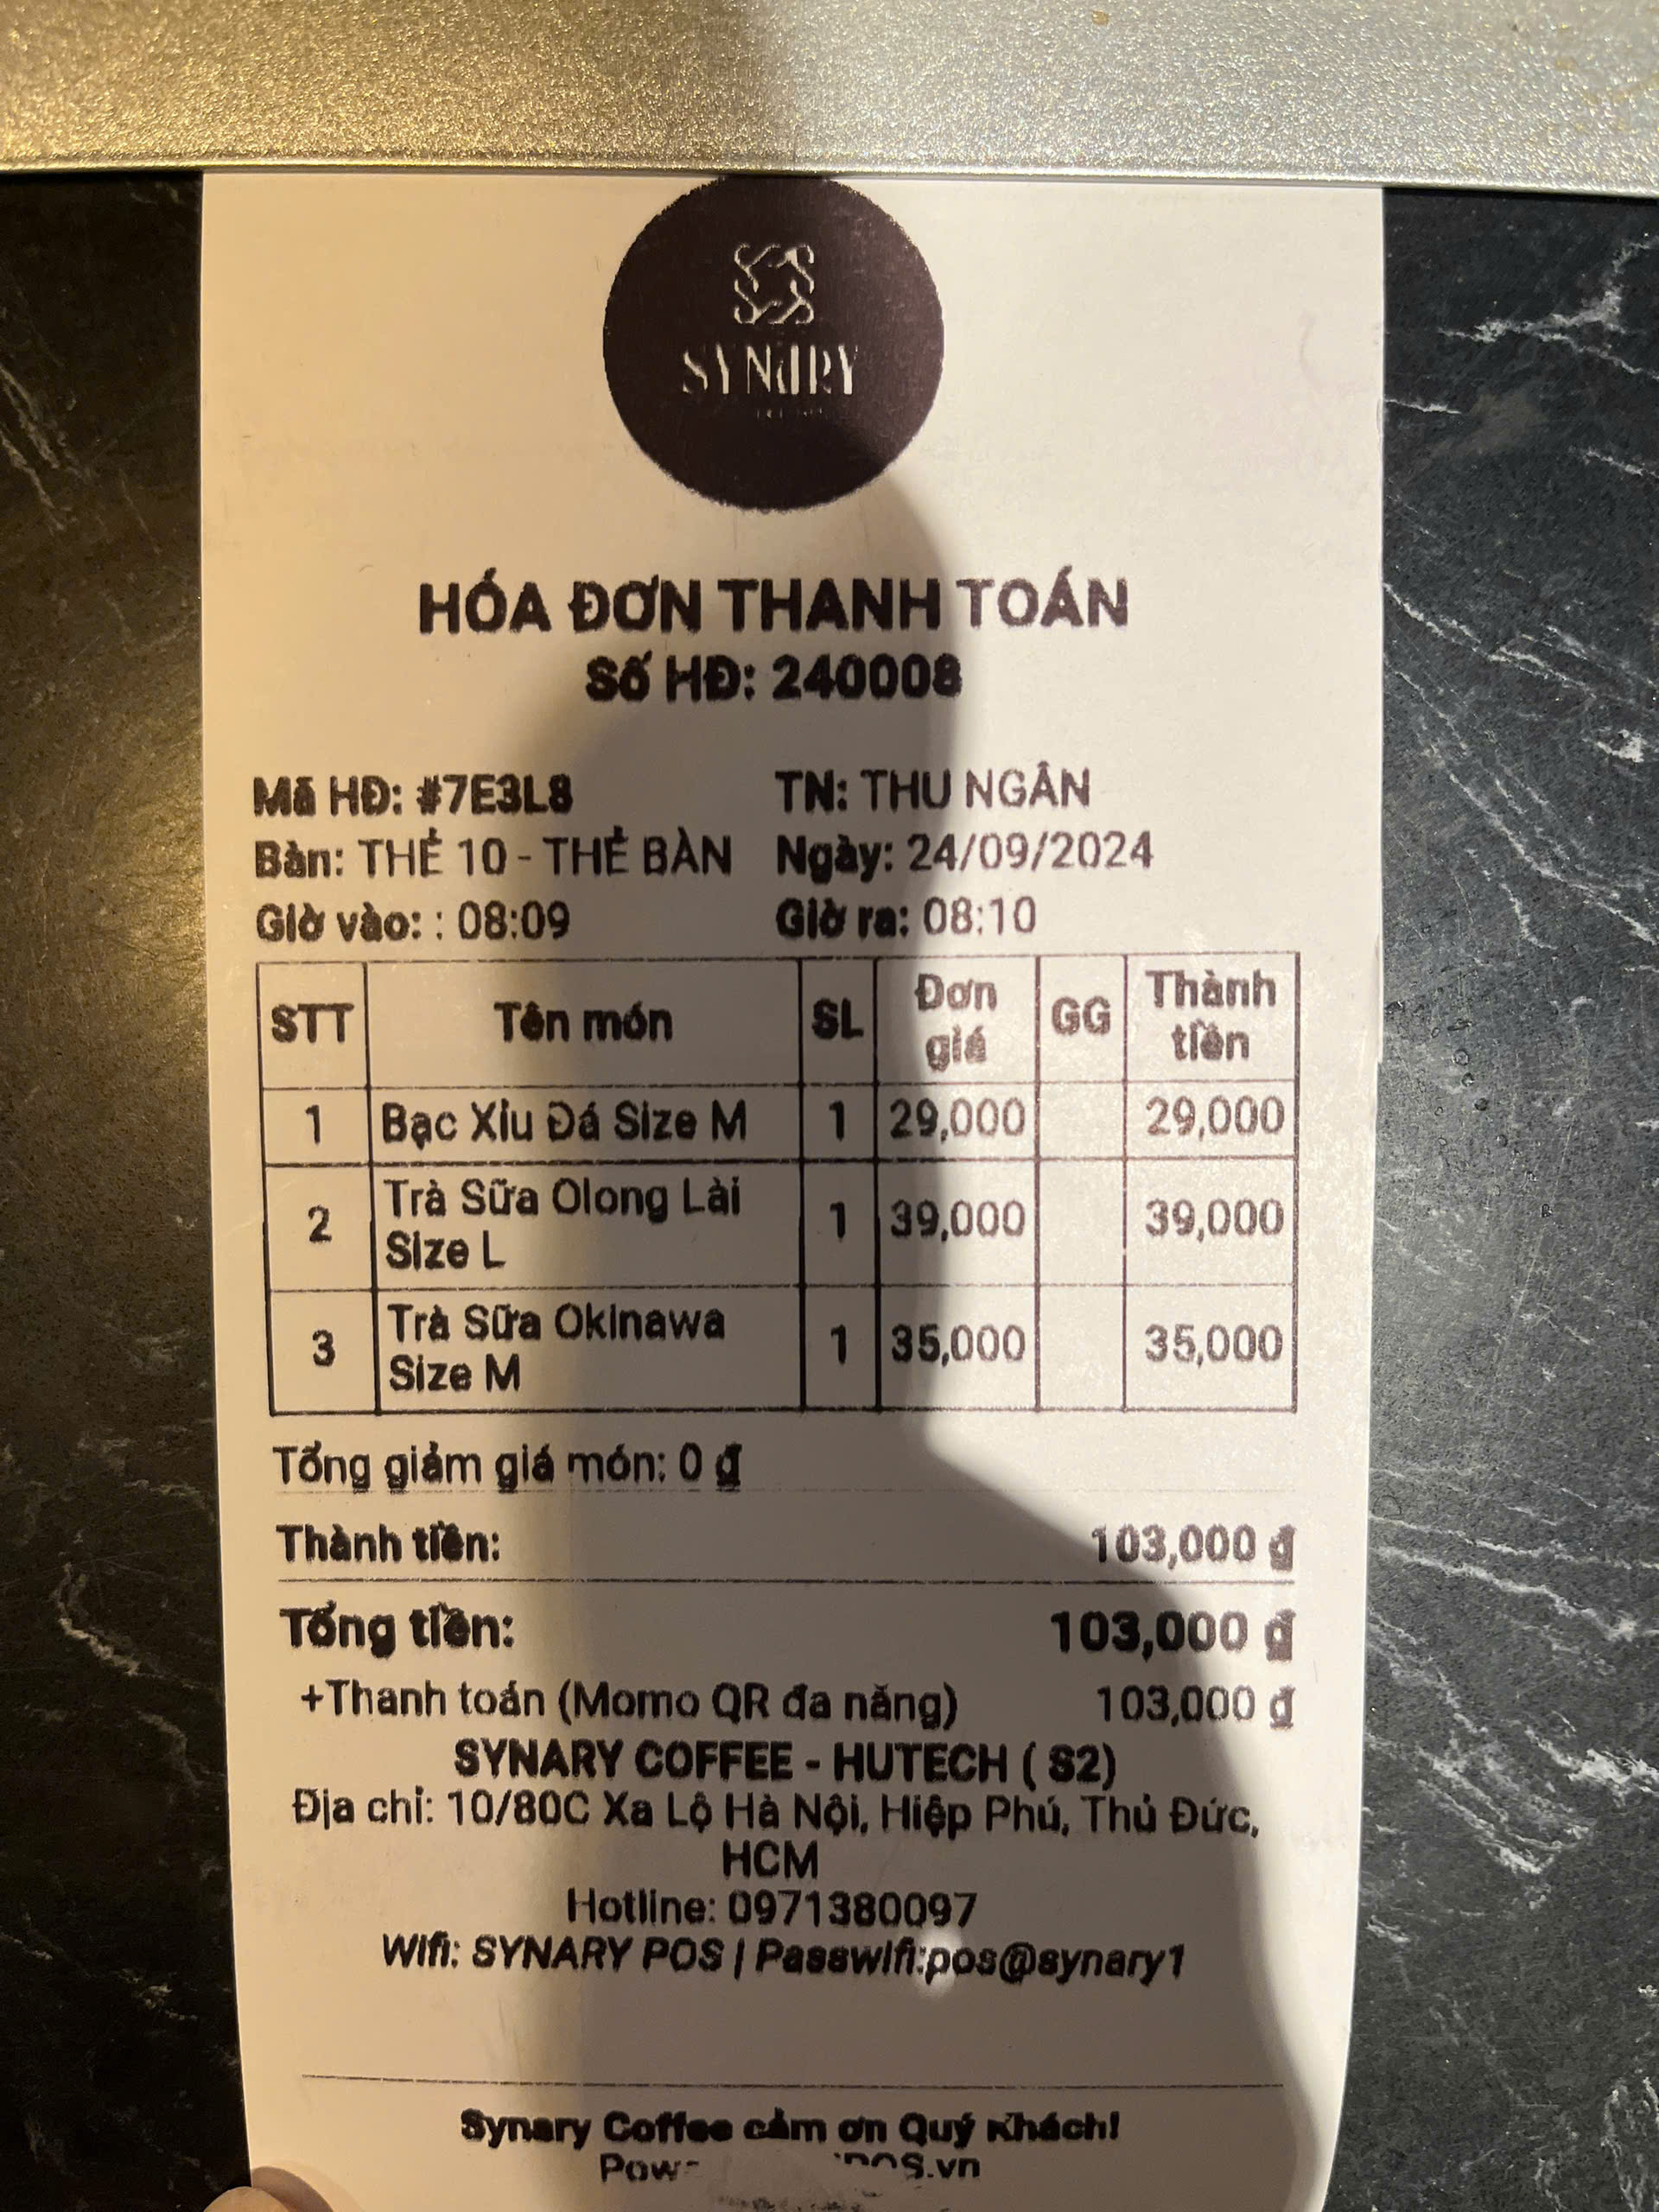 SYNARY
HÓA ĐƠN THANH TOÁN
Số HĐ: 240008
Mã HĐ: #7E3L8 TN: THU NGÂN
Bàn: THẺ 10 - THẺ BÀN Ngày: 24/09/2024
Giờ vào: : 08:09 Giờ ra: 08:10
STT Tên món SL Đơn giá GG Thành tiền
1 Bạc Xỉu Đá Size M 1 29,000 29,000
2 Trà Sữa Olong Lài 1 39,000 39,000
Size L
3 Trà Sữa Okinawa 1 35,000 35,000
Size M
Tổng giảm giá món: 0 ₫
Thành tiền: 103,000 ₫
Tổng tiền: 103,000 ₫
+Thanh toán (Momo QR đa năng) 103,000 ₫
SYNARY COFFEE - HUTECH ( S2)
Địa chỉ: 10/80C Xa Lộ Hà Nội, Hiệp Phú, Thủ Đức,
HCM
Hotline: 0971380097
Wifi: SYNARY POS | Passwifi:pos@synary1
Synary Coffee cảm ơn Quý Khách!